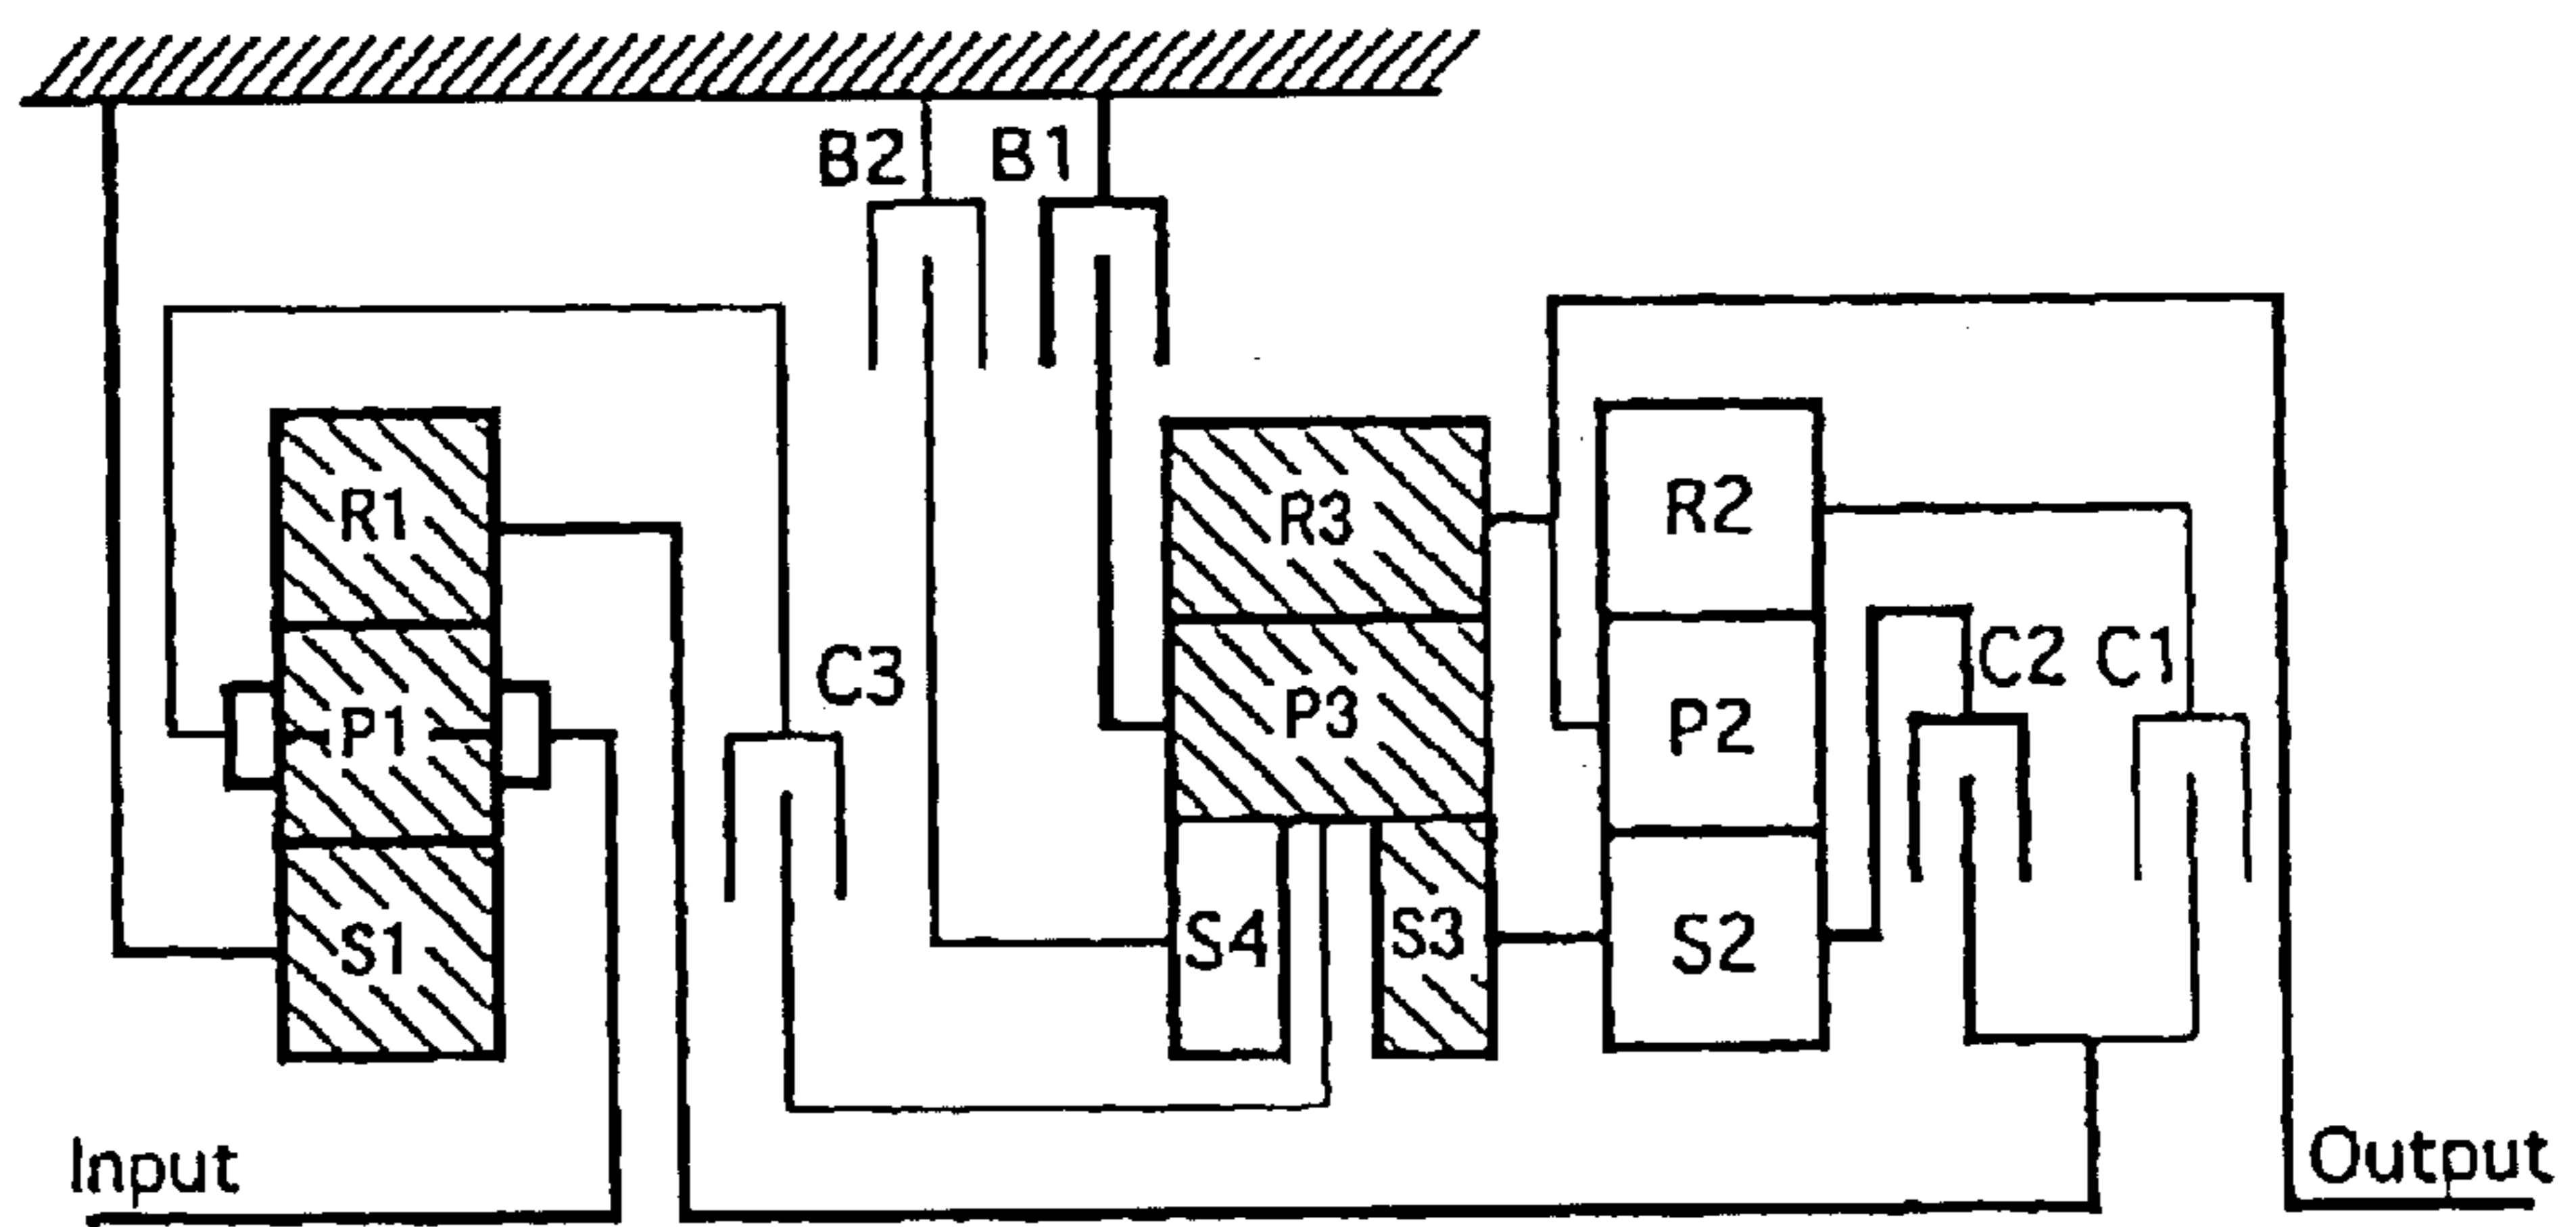 B2 B1
R1 R3 R2
C3 C2 C1
P1 P3 P2
S1 S4 S3 S2
Input Output